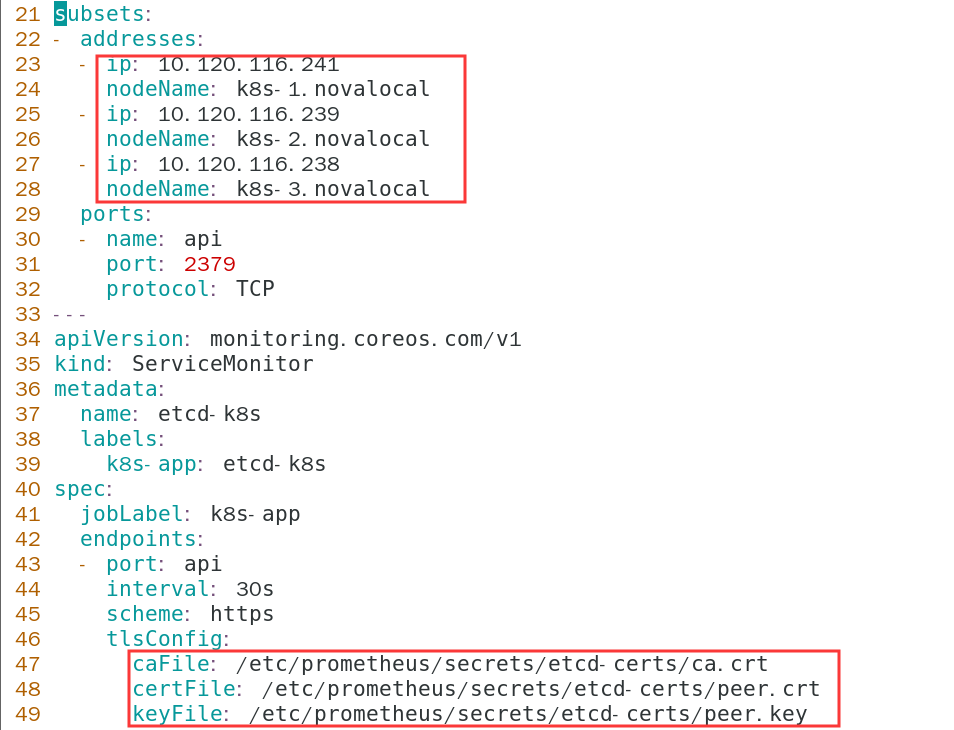 21 subsets:
22 - addresses:
23   - ip: 10.120.116.241
24     nodeName: k8s-1.novalocal
25   - ip: 10.120.116.239
26     nodeName: k8s-2.novalocal
27   - ip: 10.120.116.238
28     nodeName: k8s-3.novalocal
29   ports:
30   - name: api
31     port: 2379
32     protocol: TCP
33 ---
34 apiVersion: monitoring.coreos.com/v1
35 kind: ServiceMonitor
36 metadata:
37   name: etcd-k8s
38   labels:
39     k8s-app: etcd-k8s
40 spec:
41   jobLabel: k8s-app
42   endpoints:
43   - port: api
44     interval: 30s
45     scheme: https
46     tlsConfig:
47       caFile: /etc/prometheus/secrets/etcd-certs/ca.crt
48       certFile: /etc/prometheus/secrets/etcd-certs/peer.crt
49       keyFile: /etc/prometheus/secrets/etcd-certs/peer.key